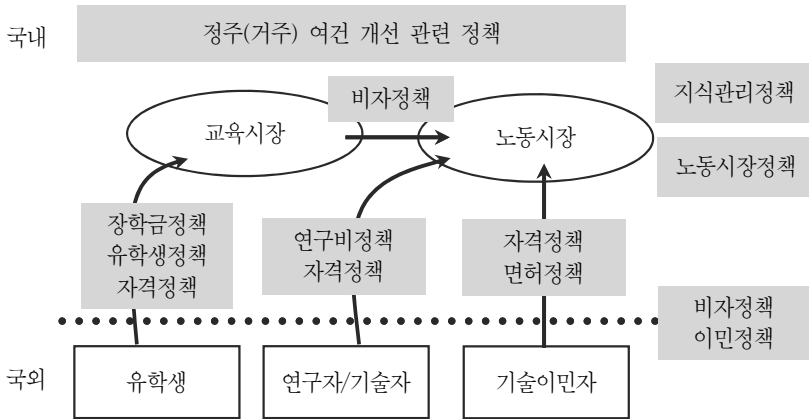 국내
정주(거주) 여건 개선 관련 정책
비자정책
지식관리정책
교육시장
노동시장
노동시장정책
장학금정책
유학생정책
자격정책
연구비정책
자격정책
자격정책
면허정책
비자정책
이민정책
국외
유학생
연구자/기술자
기술이민자